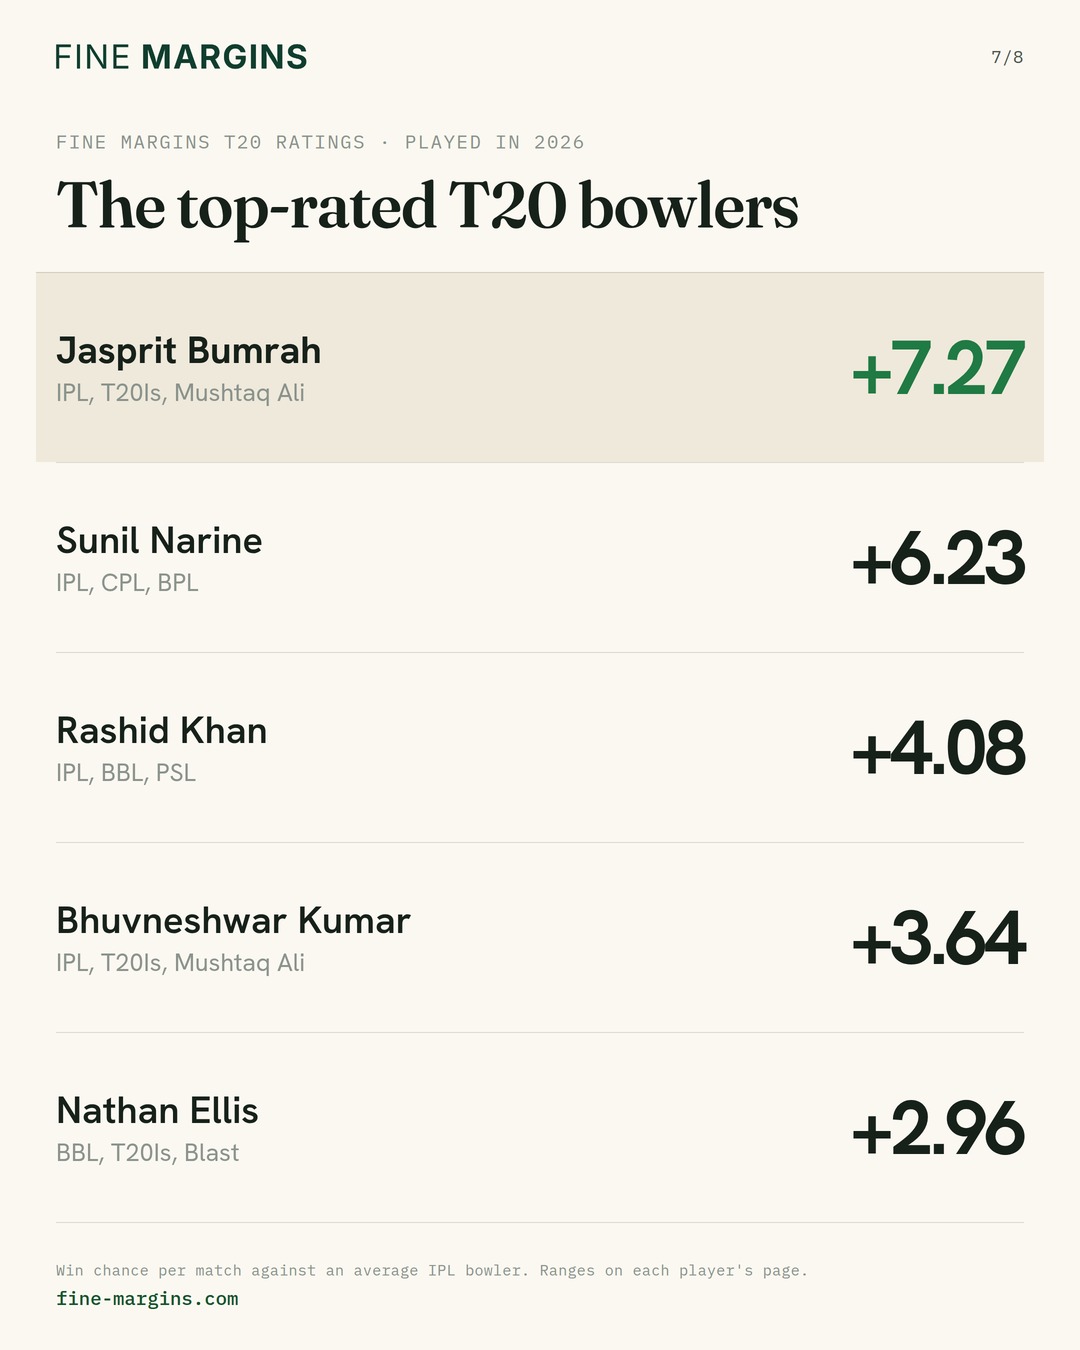 FINE MARGINS
7/8
FINE MARGINS T20 RATINGS · PLAYED IN 2026
The top-rated T20 bowlers
Jasprit Bumrah
+7.27
IPL, T20Is, Mushtaq Ali
Sunil Narine
+6.23
IPL, CPL, BPL
Rashid Khan
+4.08
IPL, BBL, PSL
Bhuvneshwar Kumar
+3.64
IPL, T20Is, Mushtaq Ali
Nathan Ellis
+2.96
BBL, T20Is, Blast
Win chance per match against an average IPL bowler. Ranges on each player's page.
fine-margins.com